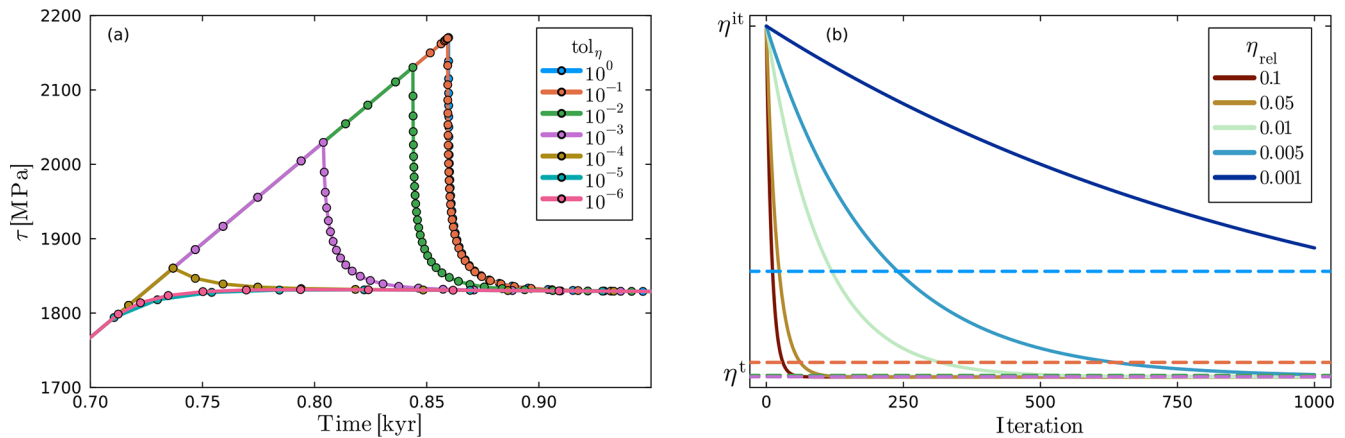 (a)
τ [MPa]
2200
2100
2000
1900
1800
1700
0.70 0.75 0.80 0.85 0.90
Time [kyr]
tol_η
10^0
10^-1
10^-2
10^-3
10^-4
10^-5
10^-6
(b)
η^it
η^t
0 250 500 750 1000
Iteration
η_rel
0.1
0.05
0.01
0.005
0.001